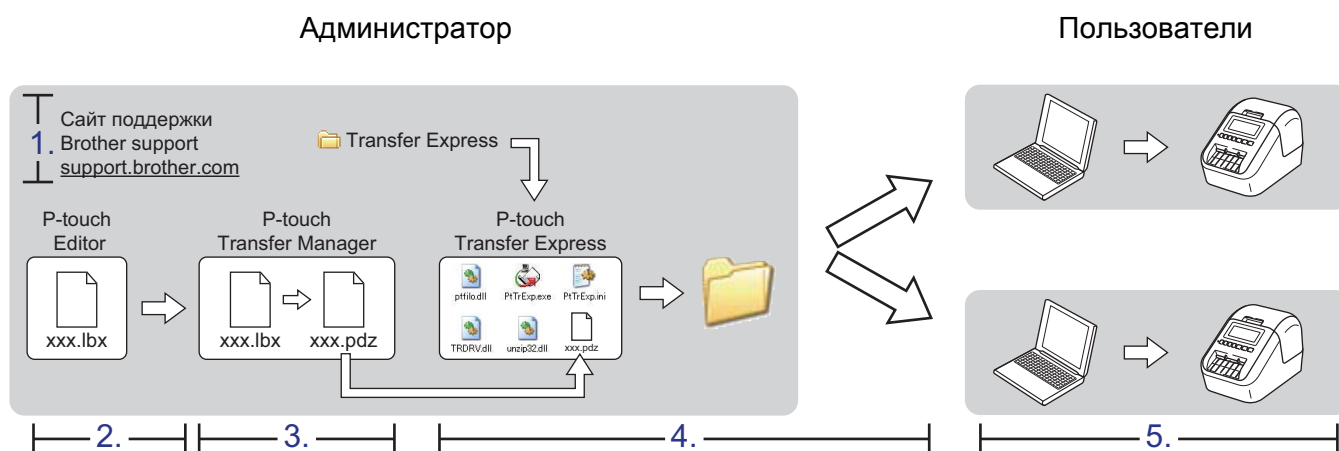 Администратор
Пользователи
1.
Сайт поддержки
Brother support
support.brother.com
Transfer Express
P-touch
Editor
xxx.lbx
P-touch
Transfer Manager
xxx.lbx
xxx.pdz
P-touch
Transfer Express
ptfilo.dll
PtTrExp.exe
PtTrExp.ini
TRDRV.dll
unzip32.dll
xxx.pdz
2.
3.
4.
5.